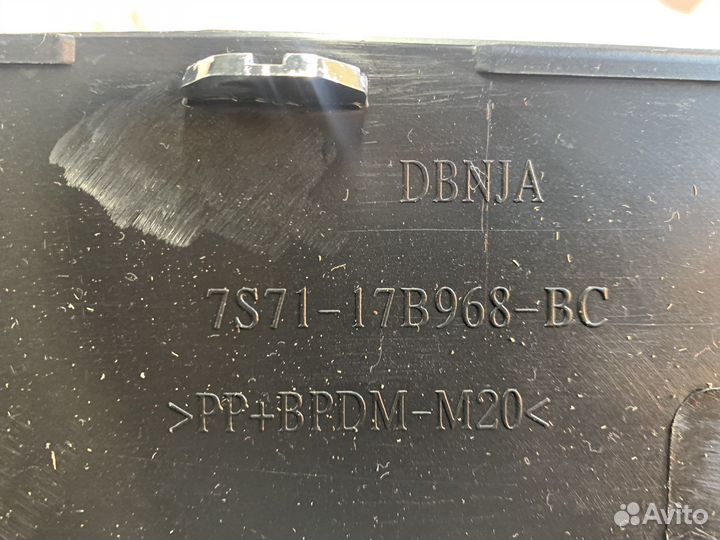 DBNJA
7S71-17B968-BC
>PP+BPDM-M20<
Avito